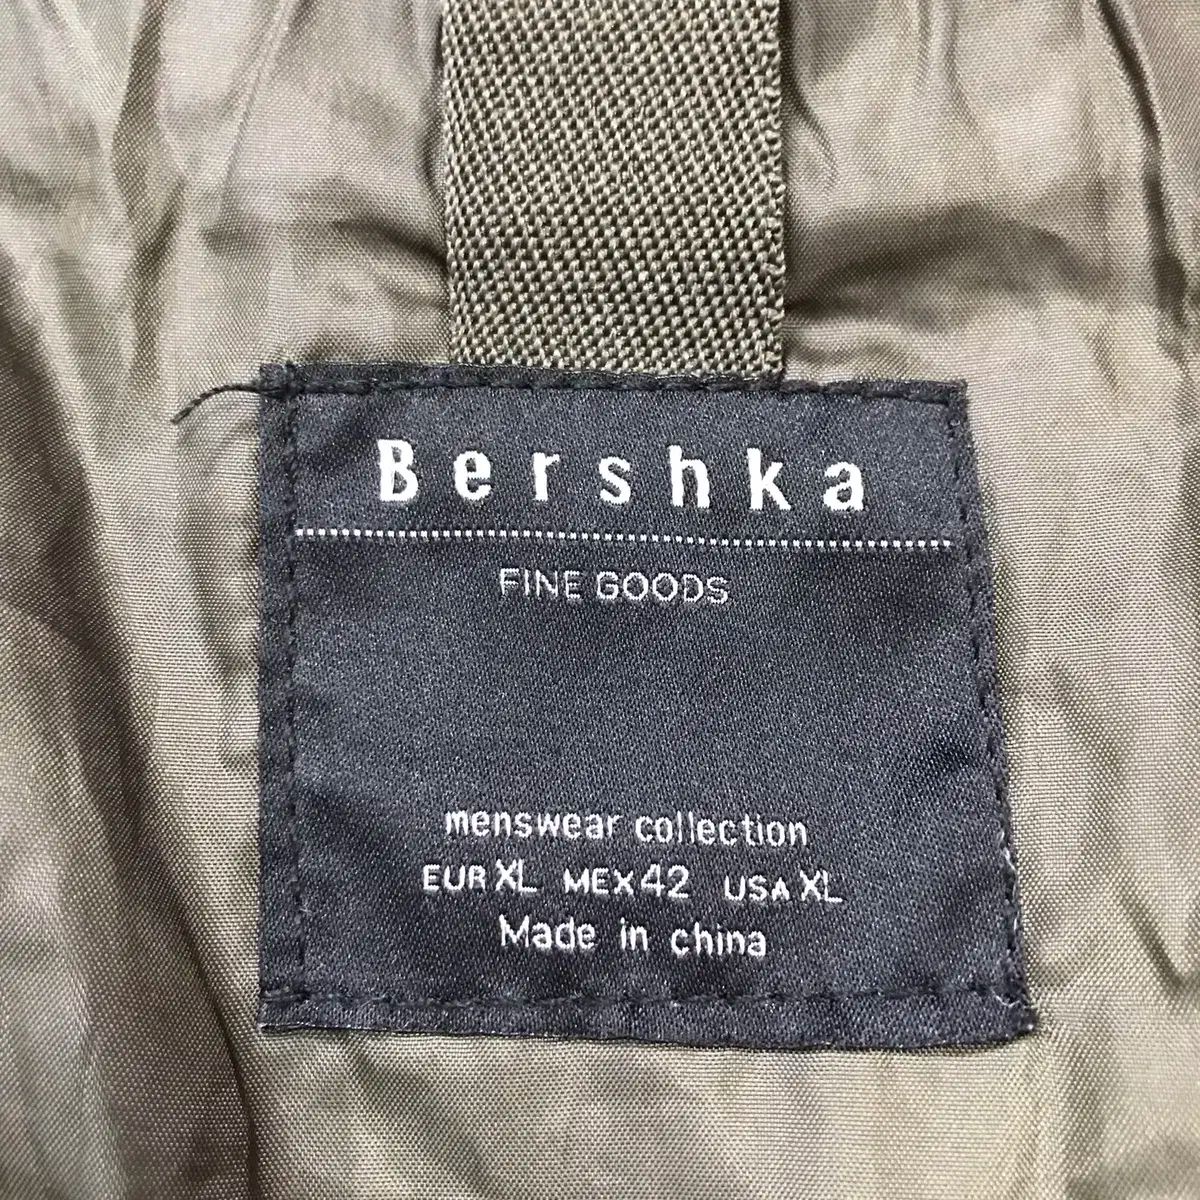 Bershka
FINE GOODS
menswear collection
EUR XL MEX 42 USA XL
Made in china